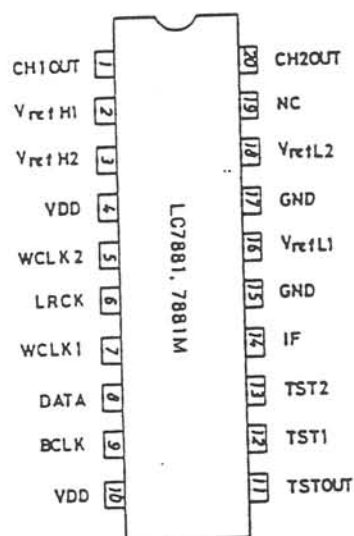 CH1OUT 1 20 CH2OUT
VrefH1 2 19 NC
VrefH2 3 18 VrefL2
VDD 4 17 GND
WCLK2 5 16 VrefL1
LRCK 6 15 GND
WCLK1 7 14 IF
DATA 8 13 TST2
BCLK 9 12 TST1
VDD 10 11 TSTOUT
LC7881, 7881M